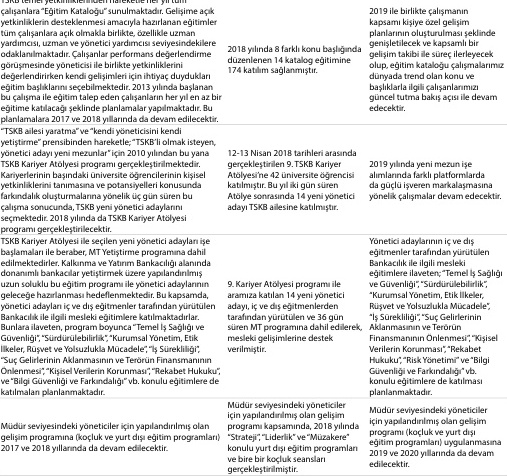 TSKB temel yetkinliklerinden hareketle her yıl tüm
çalışanlara “Eğitim Kataloğu” sunulmaktadır. Gelişime açık
yetkinliklerin desteklenmesi amacıyla hazırlanan eğitimler
tüm çalışanlara açık olmakla birlikte, özellikle uzman
yardımcısı, uzman ve yönetici yardımcısı seviyesindekilere
odaklanılmaktadır. Çalışanlar performans değerlendirme
görüşmesinde yöneticisi ile birlikte yetkinliklerini
değerlendirirken kendi gelişimleri için ihtiyaç duydukları
eğitim başlıklarını seçebilmektedir. 2013 yılında başlanan
bu çalışma ile eğitim talep eden çalışanların her yıl en az bir
eğitime katılacağı şekilde planlamalar yapılmaktadır. Bu
planlamalara 2017 ve 2018 yıllarında da devam edilecektir.
2018 yılında 8 farklı konu başlığında
düzenlenen 14 katalog eğitimine
174 katılım sağlanmıştır.
2019 ile birlikte çalışmanın
kapsamı kişiye özel gelişim
planlarının oluşturulması şeklinde
genişletilecek ve kapsamlı bir
gelişim takibi ile süreç ilerleyecek
olup, eğitim kataloğu çalışmalarımız
dünyada trend olan konu ve
başlıklarla ilgili çalışanlarımızı
güncel tutma bakış açısı ile devam
edecektir.
“TSKB ailesi yaratma” ve “kendi yöneticisini kendi
yetiştirme” prensibinden hareketle; “TSKB’li olmak isteyen,
yönetici adayı yeni mezunlar” için 2010 yılından bu yana
TSKB Kariyer Atölyesi programı gerçekleştirilmektedir.
Kariyerlerinin başındaki üniversite öğrencilerinin kişisel
yetkinliklerini tanımasına ve potansiyelleri konusunda
farkındalık oluşturmalarına yönelik üç gün süren bu
çalışma sonucunda, TSKB yeni yönetici adaylarını
seçmektedir. 2018 yılında da TSKB Kariyer Atölyesi
programı gerçekleştirilecektir.
12-13 Nisan 2018 tarihleri arasında
gerçekleştirilen 9. TSKB Kariyer
Atölyesi’ne 42 üniversite öğrencisi
katılmıştır. Bu yıl iki gün süren
Atölye sonrasında 14 yeni yönetici
adayı TSKB ailesine katılmıştır.
2019 yılında yeni mezun işe
alımlarında farklı platformlarda
da güçlü işveren markalaşmasına
yönelik çalışmalar devam edecektir.
TSKB Kariyer Atölyesi ile seçilen yeni yönetici adayları işe
başlamaları ile beraber, MT Yetiştirme programına dahil
edilmektedirler. Kalkınma ve Yatırım Bankacılığı alanında
donanımlı bankacılar yetiştirmek üzere yapılandırılmış
uzun soluklu bu eğitim programı ile yönetici adaylarının
geleceğe hazırlanması hedeflenmektedir. Bu kapsamda,
yönetici adayları iç ve dış eğitmenler tarafından yürütülen
Bankacılık ile ilgili mesleki eğitimlere katılmaktadırlar.
Bunlara ilaveten, program boyunca “Temel İş Sağlığı ve
Güvenliği”, “Sürdürülebilirlik”, “Kurumsal Yönetim, Etik
İlkeler, Rüşvet ve Yolsuzlukla Mücadele”, “İş Sürekliliği”,
“Suç Gelirlerinin Aklanmasının ve Terörün Finansmanının
Önlenmesi”, “Kişisel Verilerin Korunması”, “Rekabet Hukuku”,
ve “Bilgi Güvenliği ve Farkındalığı” vb. konulu eğitimlere de
katılmaları planlanmaktadır.
9. Kariyer Atölyesi programı ile
aramıza katılan 14 yeni yönetici
adayı, iç ve dış eğitmenlerden
tarafından yürütülen ve 36 gün
süren MT programına dahil edilerek,
mesleki gelişimlerine destek
verilmiştir.
Yönetici adaylarının iç ve dış
eğitmenler tarafından yürütülen
Bankacılık ile ilgili mesleki
eğitimlere ilaveten; “Temel İş Sağlığı
ve Güvenliği”, “Sürdürülebilirlik”,
“Kurumsal Yönetim, Etik İlkeler,
Rüşvet ve Yolsuzlukla Mücadele”,
“İş Sürekliliği”, “Suç Gelirlerinin
Aklanmasının ve Terörün
Finansmanının Önlenmesi”, “Kişisel
Verilerin Korunması”, “Rekabet
Hukuku”, “Risk Yönetimi” ve “Bilgi
Güvenliği ve Farkındalığı” vb.
konulu eğitimlere de katılması
planlanmaktadır.
Müdür seviyesindeki yöneticiler için yapılandırılmış olan
gelişim programına (koçluk ve yurt dışı eğitim programları)
2017 ve 2018 yıllarında da devam edilecektir.
Müdür seviyesindeki yöneticiler
için yapılandırılmış olan gelişim
programı kapsamında, 2018 yılında
“Strateji”, “Liderlik” ve “Müzakere”
konulu yurt dışı eğitim programları
ve bire bir koçluk seansları
gerçekleştirilmiştir.
Müdür seviyesindeki yöneticiler
için yapılandırılmış olan gelişim
programı (koçluk ve yurt dışı
eğitim programları) uygulanmasına
2019 ve 2020 yıllarında da devam
edilecektir.